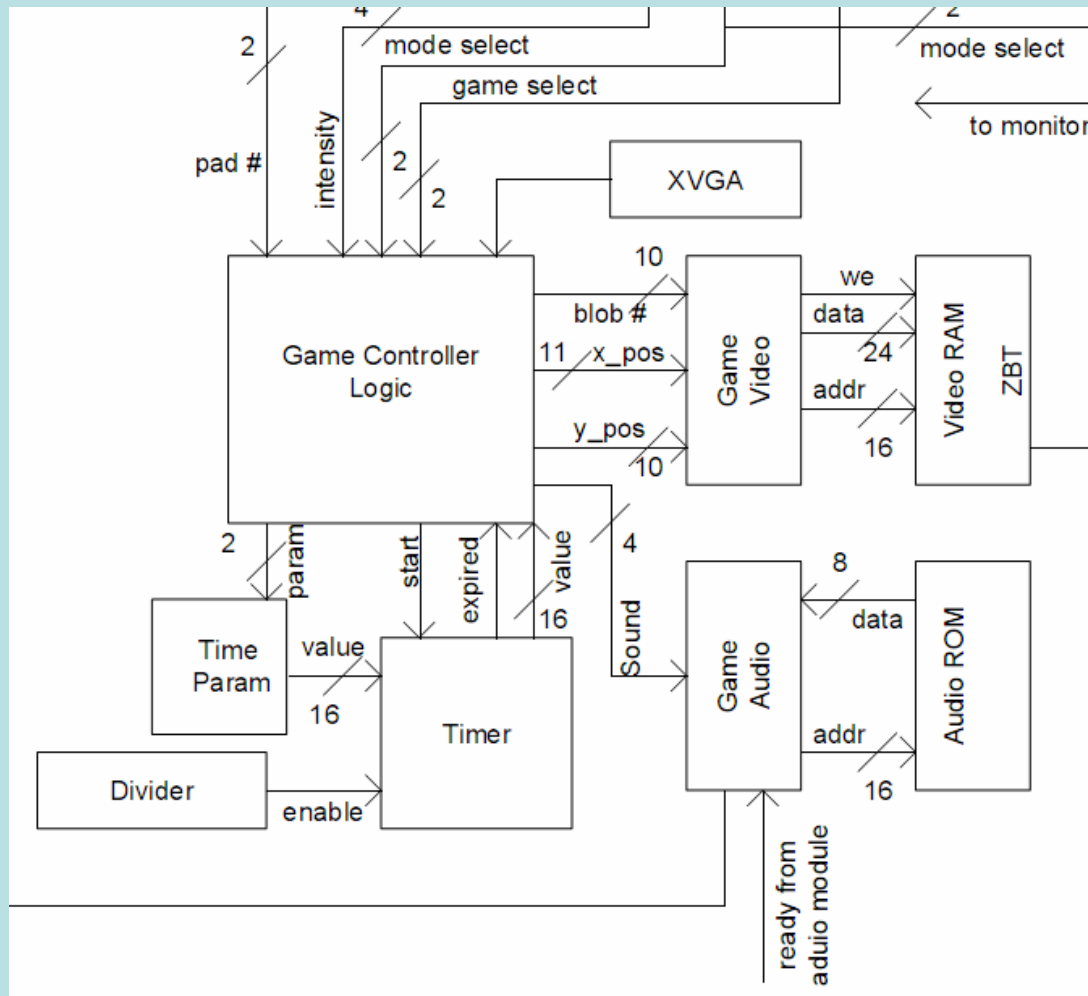 4
2
2
mode select
mode select
game select
to monitor
pad #
intensity
2
2
XVGA
Game Controller
Logic
10
blob #
11
x_pos
y_pos
10
Game
Video
we
data
24
addr
16
Video RAM
ZBT
2
param
start
expired
value
16
4
Sound
Time
Param
value
16
Timer
Divider
enable
Game
Audio
8
data
addr
16
Audio ROM
ready from
aduio module